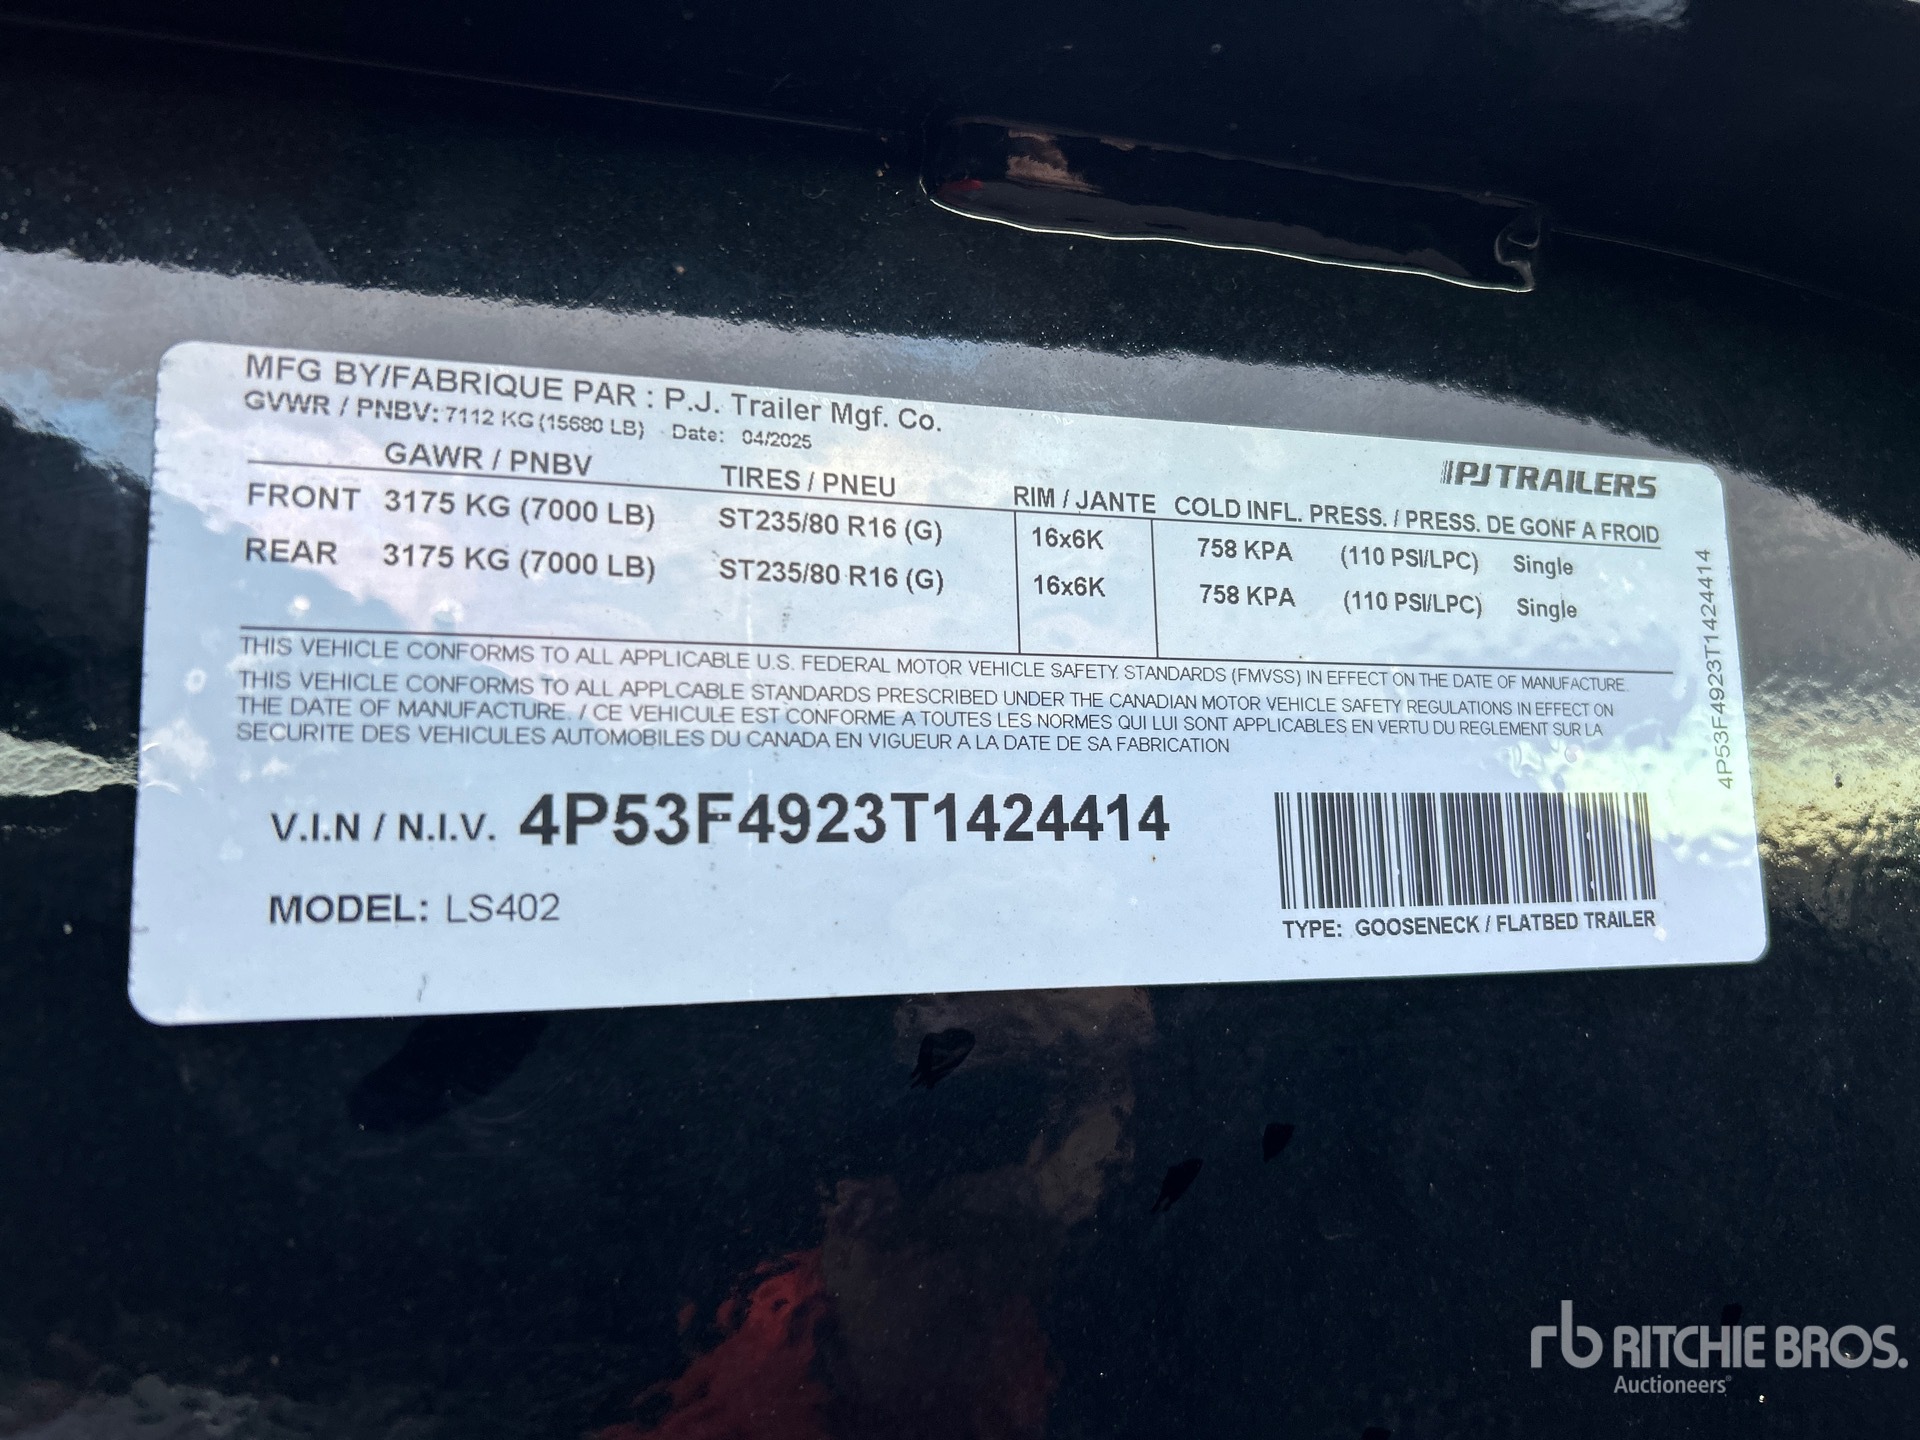 MFG BY/FABRIQUE PAR : P.J. Trailer Mgf. Co.
GVWR / PNBV: 7112 KG (15680 LB) Date: 04/2025
PJTRAILERS
GAWR / PNBV TIRES / PNEU RIM / JANTE COLD INFL. PRESS. / PRESS. DE GONF A FROID
FRONT 3175 KG (7000 LB) ST235/80 R16 (G) 16x6K 758 KPA (110 PSI/LPC) Single
REAR 3175 KG (7000 LB) ST235/80 R16 (G) 16x6K 758 KPA (110 PSI/LPC) Single
THIS VEHICLE CONFORMS TO ALL APPLICABLE U.S. FEDERAL MOTOR VEHICLE SAFETY STANDARDS (FMVSS) IN EFFECT ON THE DATE OF MANUFACTURE.
THIS VEHICLE CONFORMS TO ALL APPLCABLE STANDARDS PRESCRIBED UNDER THE CANADIAN MOTOR VEHICLE SAFETY REGULATIONS IN EFFECT ON
THE DATE OF MANUFACTURE. / CE VEHICULE EST CONFORME A TOUTES LES NORMES QUI LUI SONT APPLICABLES EN VERTU DU REGLEMENT SUR LA
SECURITE DES VEHICULES AUTOMOBILES DU CANADA EN VIGUEUR A LA DATE DE SA FABRICATION
V.I.N / N.I.V. 4P53F4923T1424414
MODEL: LS402
TYPE: GOOSENECK / FLATBED TRAILER
4P53F4923T1424414
rb RITCHIE BROS.
Auctioneers